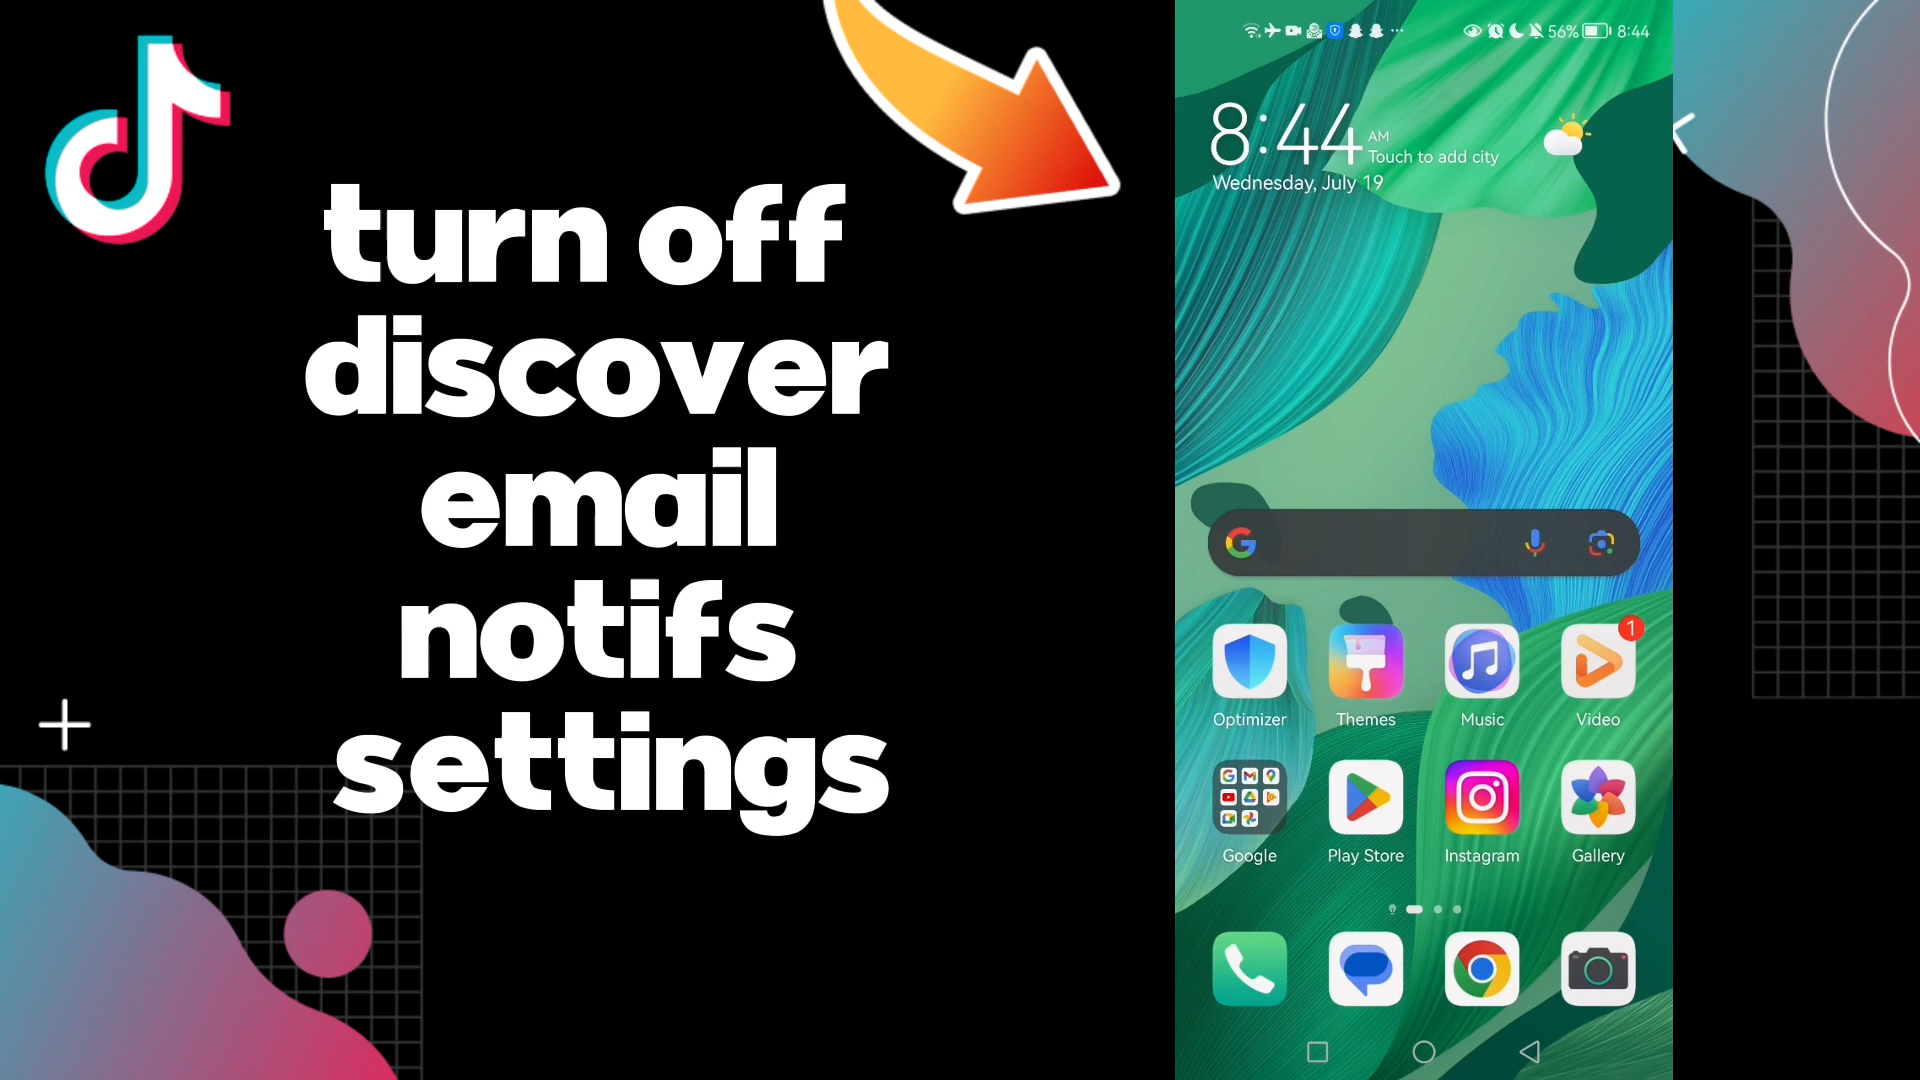 turn off
discover
email
notifs
settings
56% 8:44
8:44 AM
Touch to add city
Wednesday, July 19
1
Optimizer Themes Music Video
Google Play Store Instagram Gallery